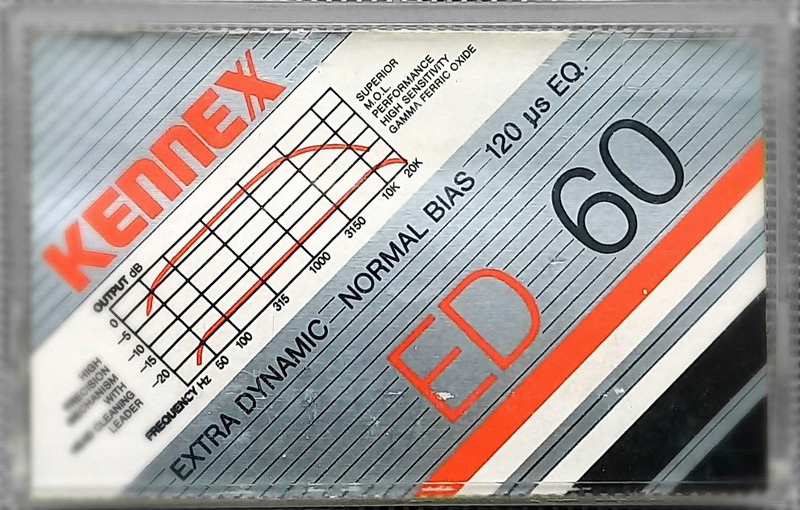 KENNEX
SUPERIOR
M.O.L.
PERFORMANCE
HIGH SENSITIVITY
GAMMA FERRIC OXIDE
OUTPUT dB
0
-5
-10
-15
-20
FREQUENCY Hz 50 100 315 1000 3150 10K 20K
HIGH
PRECISION
MECHANISM
WITH
HEAD CLEANING
LEADER
EXTRA DYNAMIC NORMAL BIAS 120 µs EQ.
ED 60